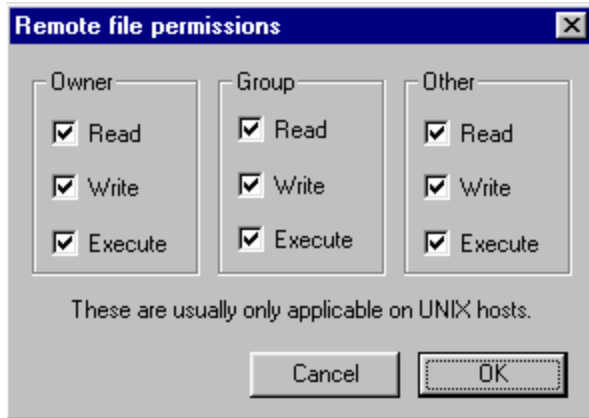 Remote file permissions
Owner
Read
Write
Execute
Group
Read
Write
Execute
Other
Read
Write
Execute
These are usually only applicable on UNIX hosts.
Cancel
OK